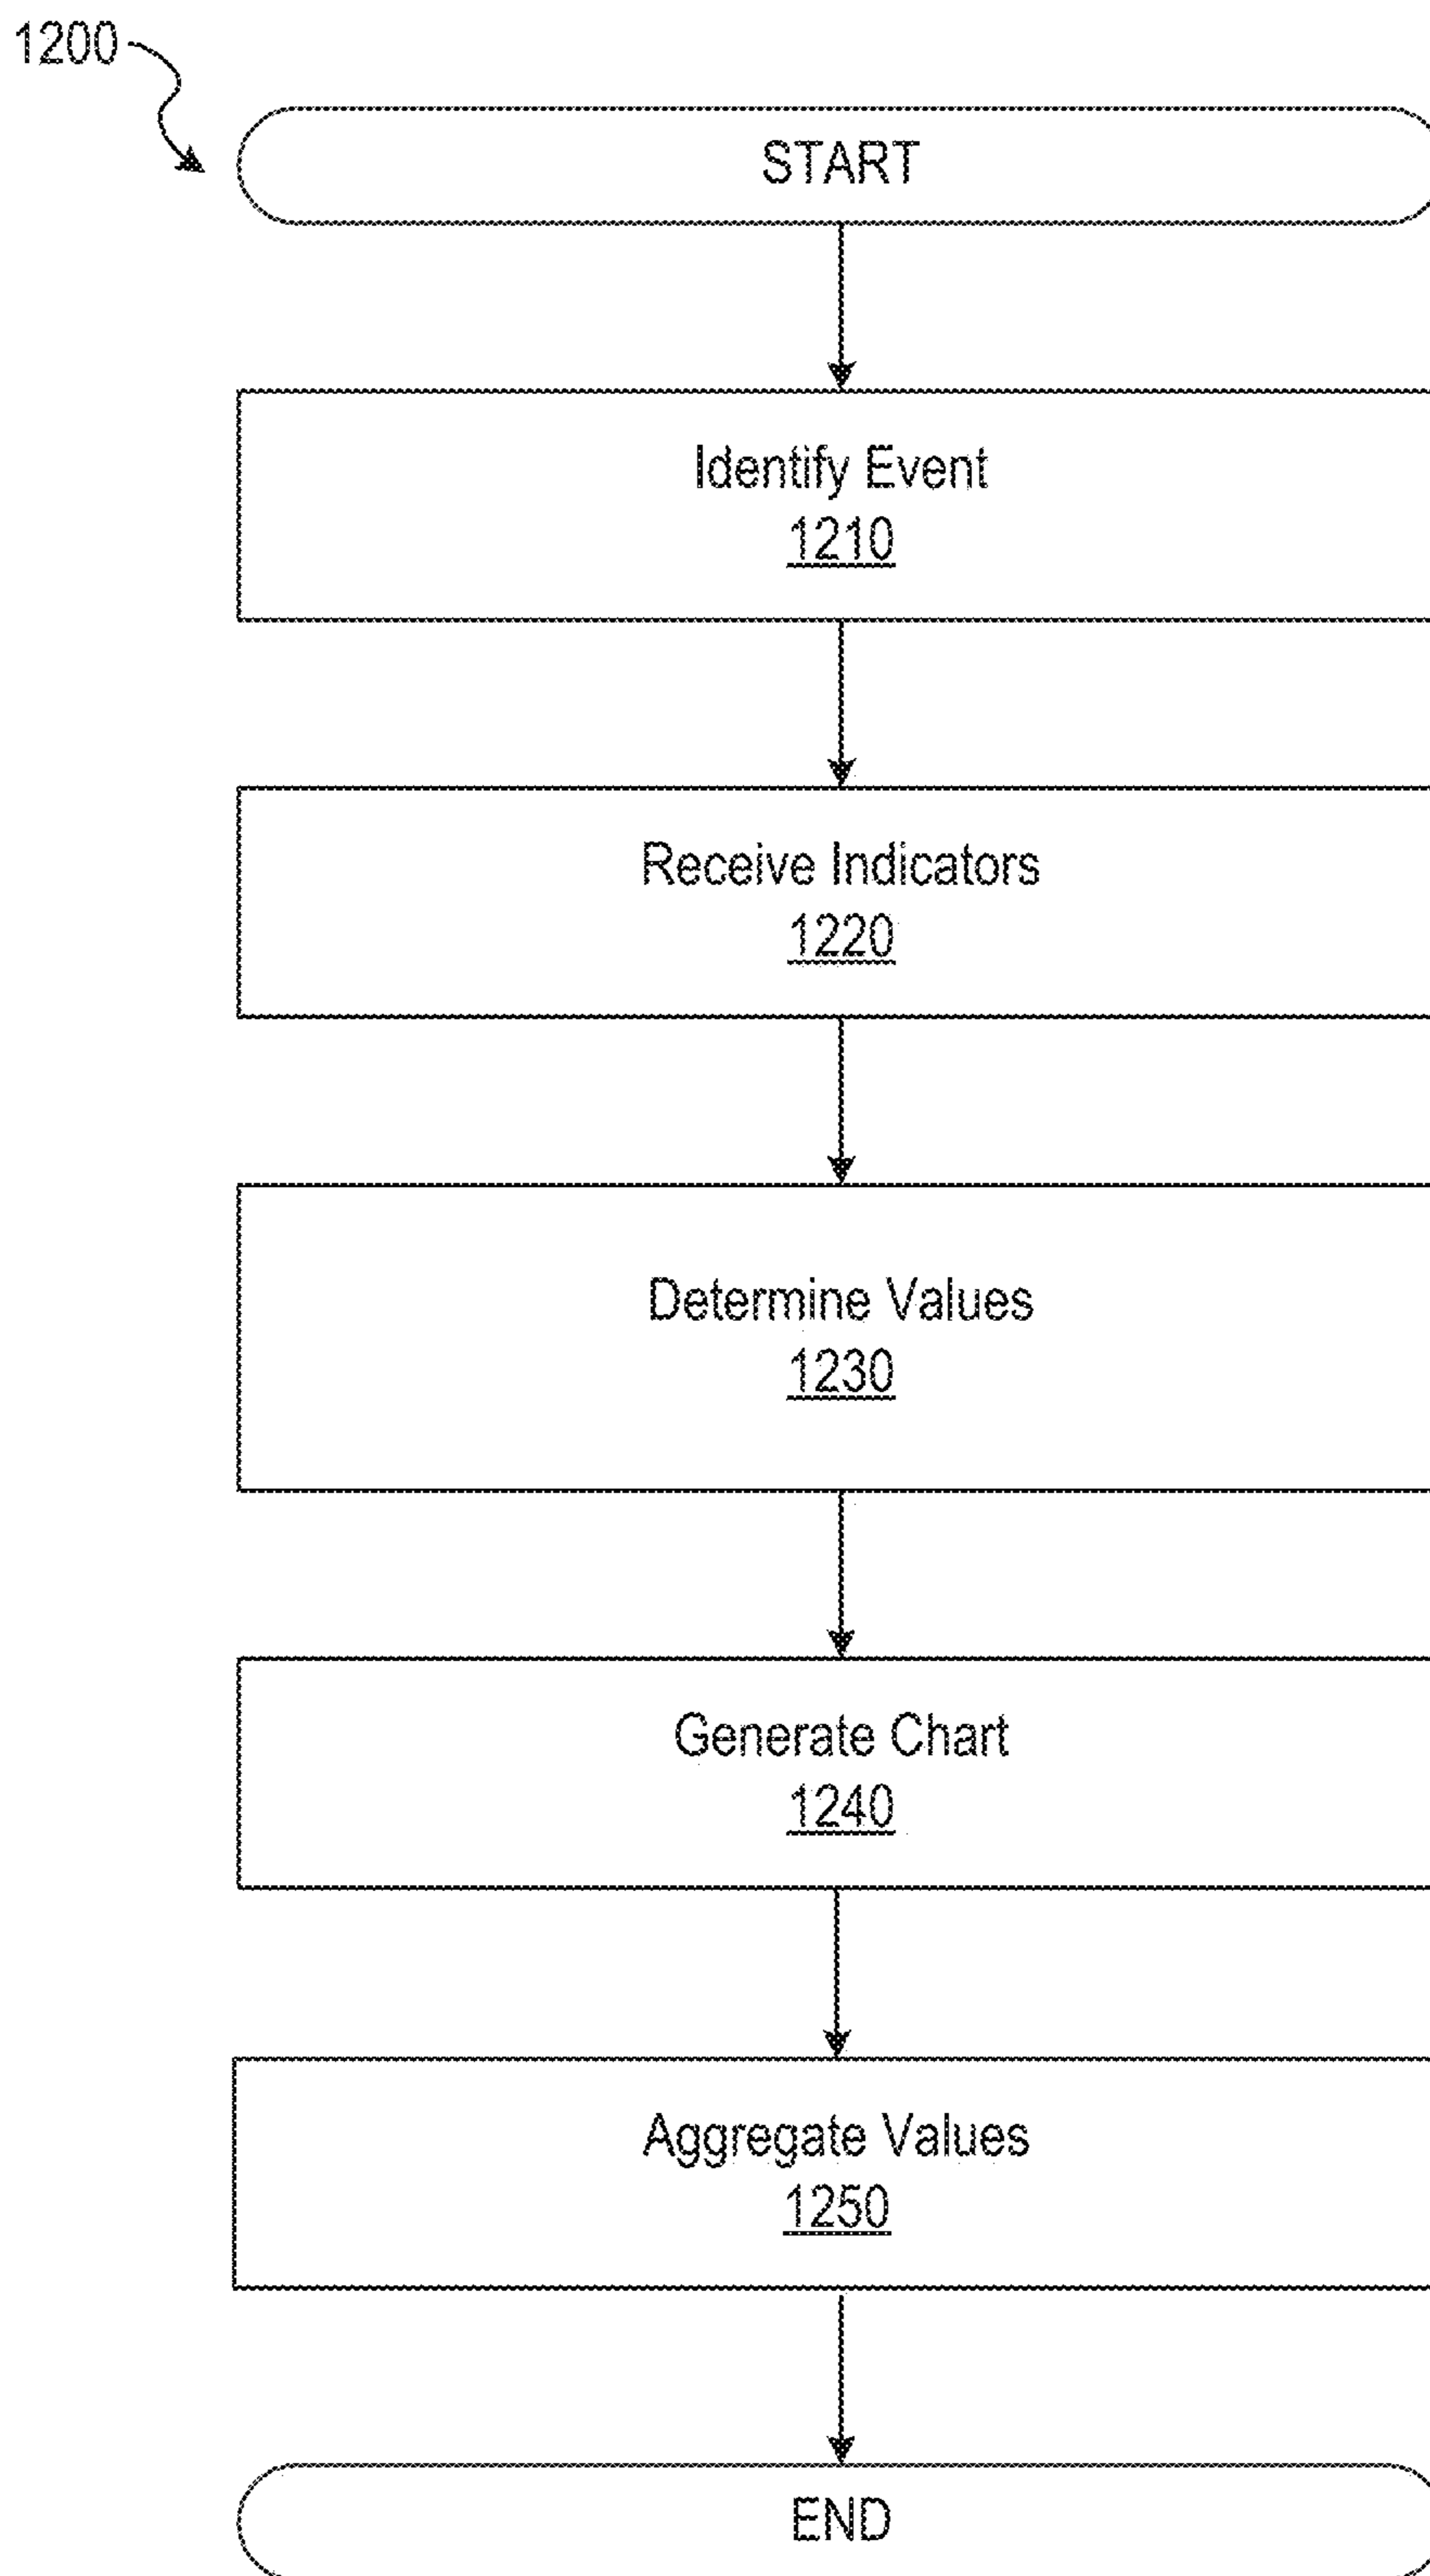 1200
START
Identify Event
1210
Receive Indicators
1220
Determine Values
1230
Generate Chart
1240
Aggregate Values
1250
END